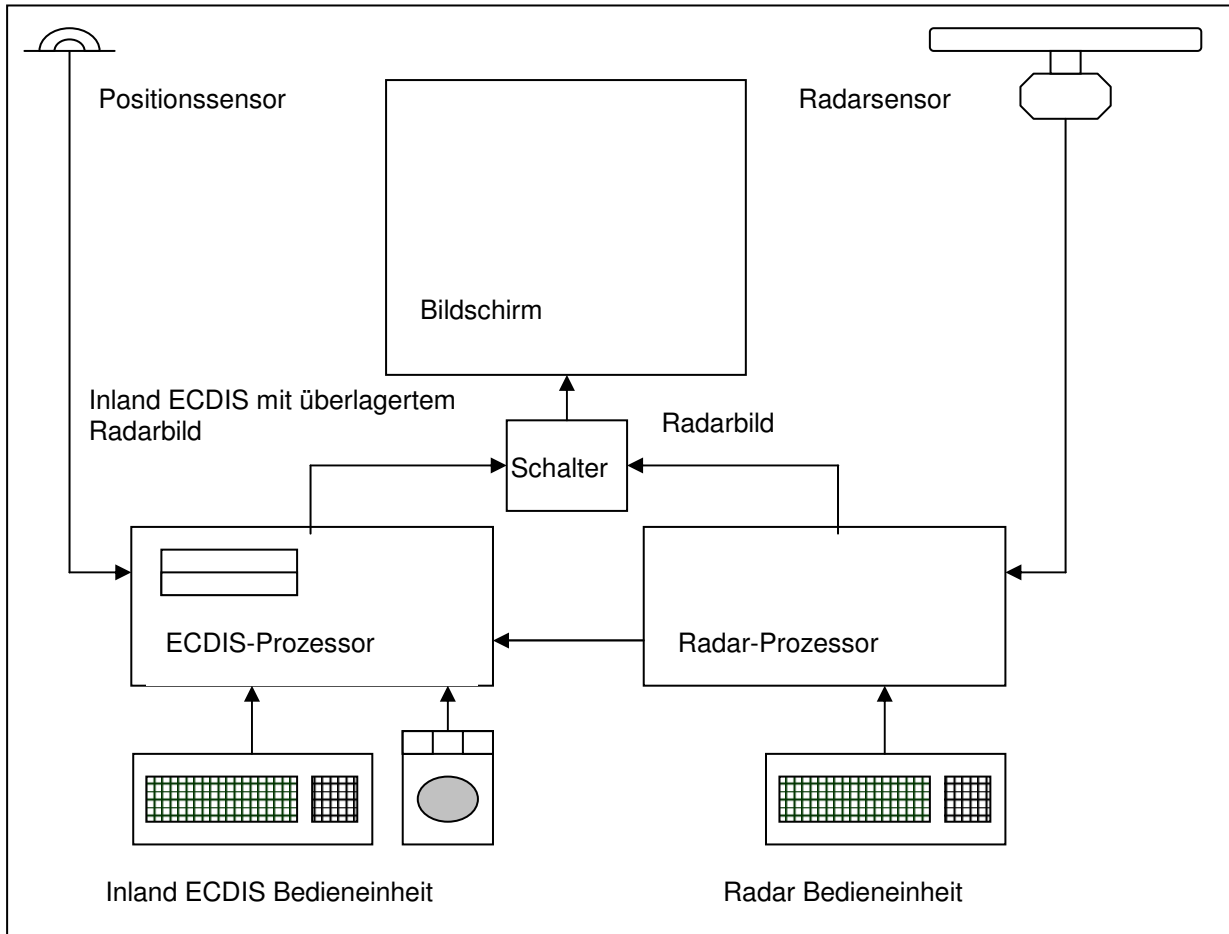 Positionssensor
Radarsensor
Bildschirm
Inland ECDIS mit überlagertem
Radarbild
Radarbild
Schalter
ECDIS-Prozessor
Radar-Prozessor
Inland ECDIS Bedieneinheit
Radar Bedieneinheit